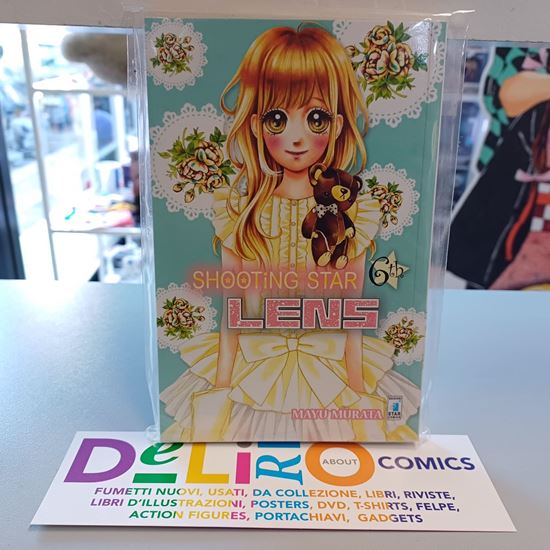 SHOOTiNG STAR
6th
LENS
MAYU MURATA
STAR
DeLiRiO
ABOUT
COMICS
FUMETTI NUOVI, USATI, DA COLLEZIONE, LIBRI, RIVISTE,
LIBRI D'ILLUSTRAZIONI, POSTERS, DVD, T-SHIRTS, FELPE,
ACTION FIGURES, PORTACHIAVI, GADGETS